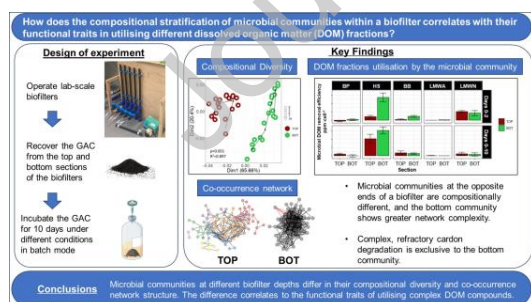 How does the compositional stratification of microbial communities within a biofilter correlates with their
functional traits in utilising different dissolved organic matter (DOM) fractions?
Design of experiment
Operate lab-scale
biofilters
Recover the GAC
from the top and
bottom sections
of the biofilters
Incubate the GAC
for 10 days under
different conditions
in batch mode
Key Findings
Compositional Diversity
Dim1 (65.66%)
TOP
BOT
Co-occurrence network
TOP
BOT
DOM fractions utilisation by the microbial community
BP HS BB LMWA LMWN
Microbial DOM removal efficiency
TOP
BOT
TOP BOT TOP BOT TOP BOT TOP BOT TOP BOT
Section
• Microbial communities at the opposite
ends of a biofilter are compositionally
different, and the bottom community
shows greater network complexity.
• Complex, refractory cardon
degradation is exclusive to the bottom
community.
Conclusions
Microbial communities at different biofilter depths differ in their compositional diversity and co-occurrence
network structure. The difference correlates to the functional traits of utilising complex DOM compounds.